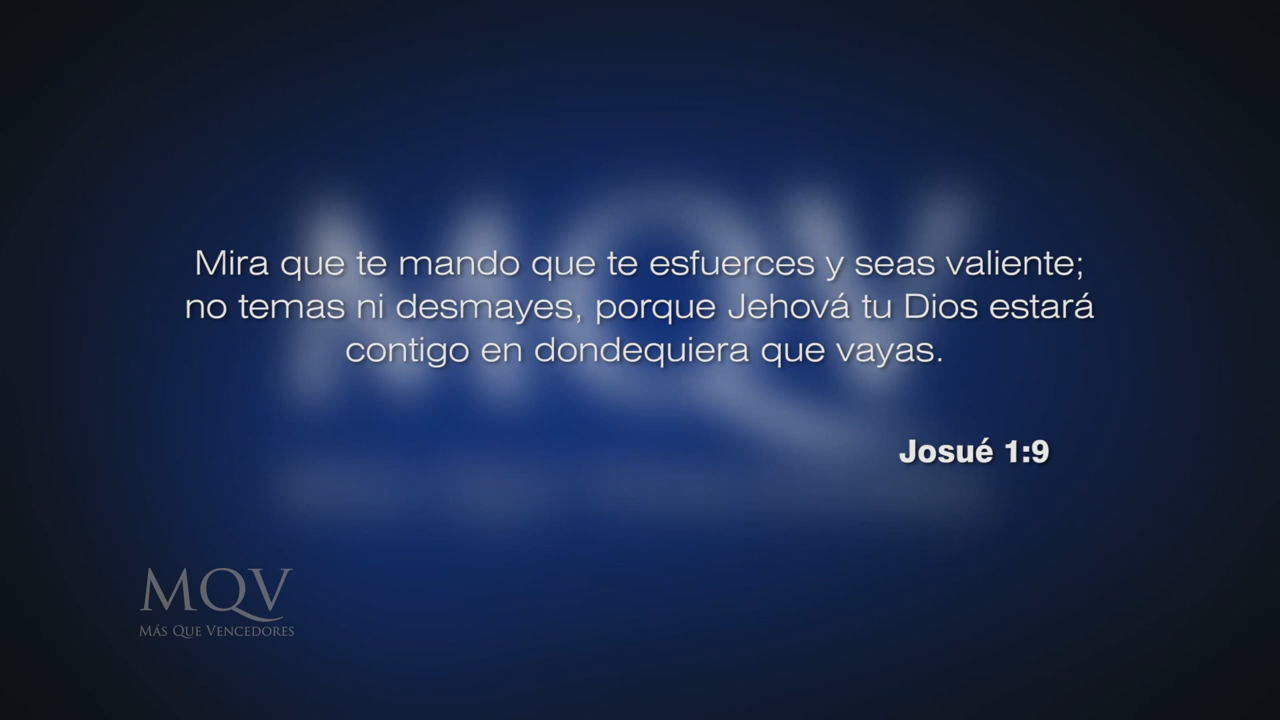 Mira que te mando que te esfuerces y seas valiente;
no temas ni desmayes, porque Jehová tu Dios estará
contigo en dondequiera que vayas.
Josué 1:9
MQV
MÁS QUE VENCEDORES